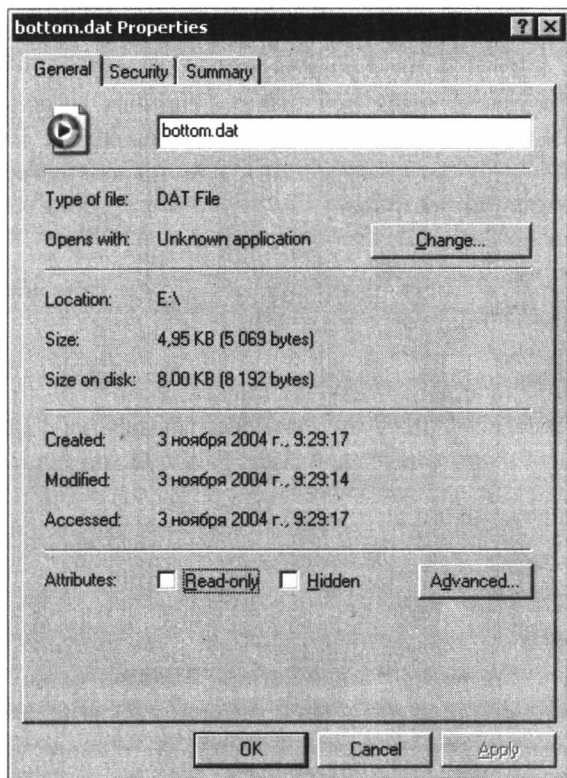 bottom.dat Properties
General Security Summary
bottom.dat
Type of file: DAT File
Opens with: Unknown application Change...
Location: E:\
Size: 4,95 KB (5 069 bytes)
Size on disk: 8,00 KB (8 192 bytes)
Created: 3 ноября 2004 г., 9:29:17
Modified: 3 ноября 2004 г., 9:29:14
Accessed: 3 ноября 2004 г., 9:29:17
Attributes: Read-only Hidden Advanced...
OK Cancel Apply